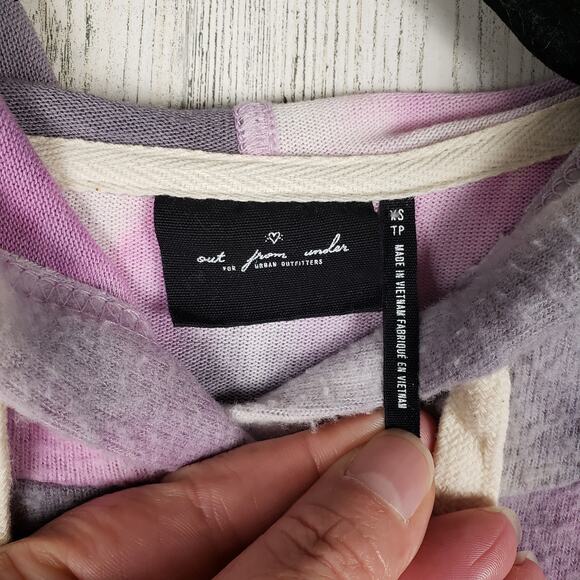 out from under
FOR URBAN OUTFITTERS
XS
TP
MADE IN VIETNAM FABRIQUÉ EN VIETNAM